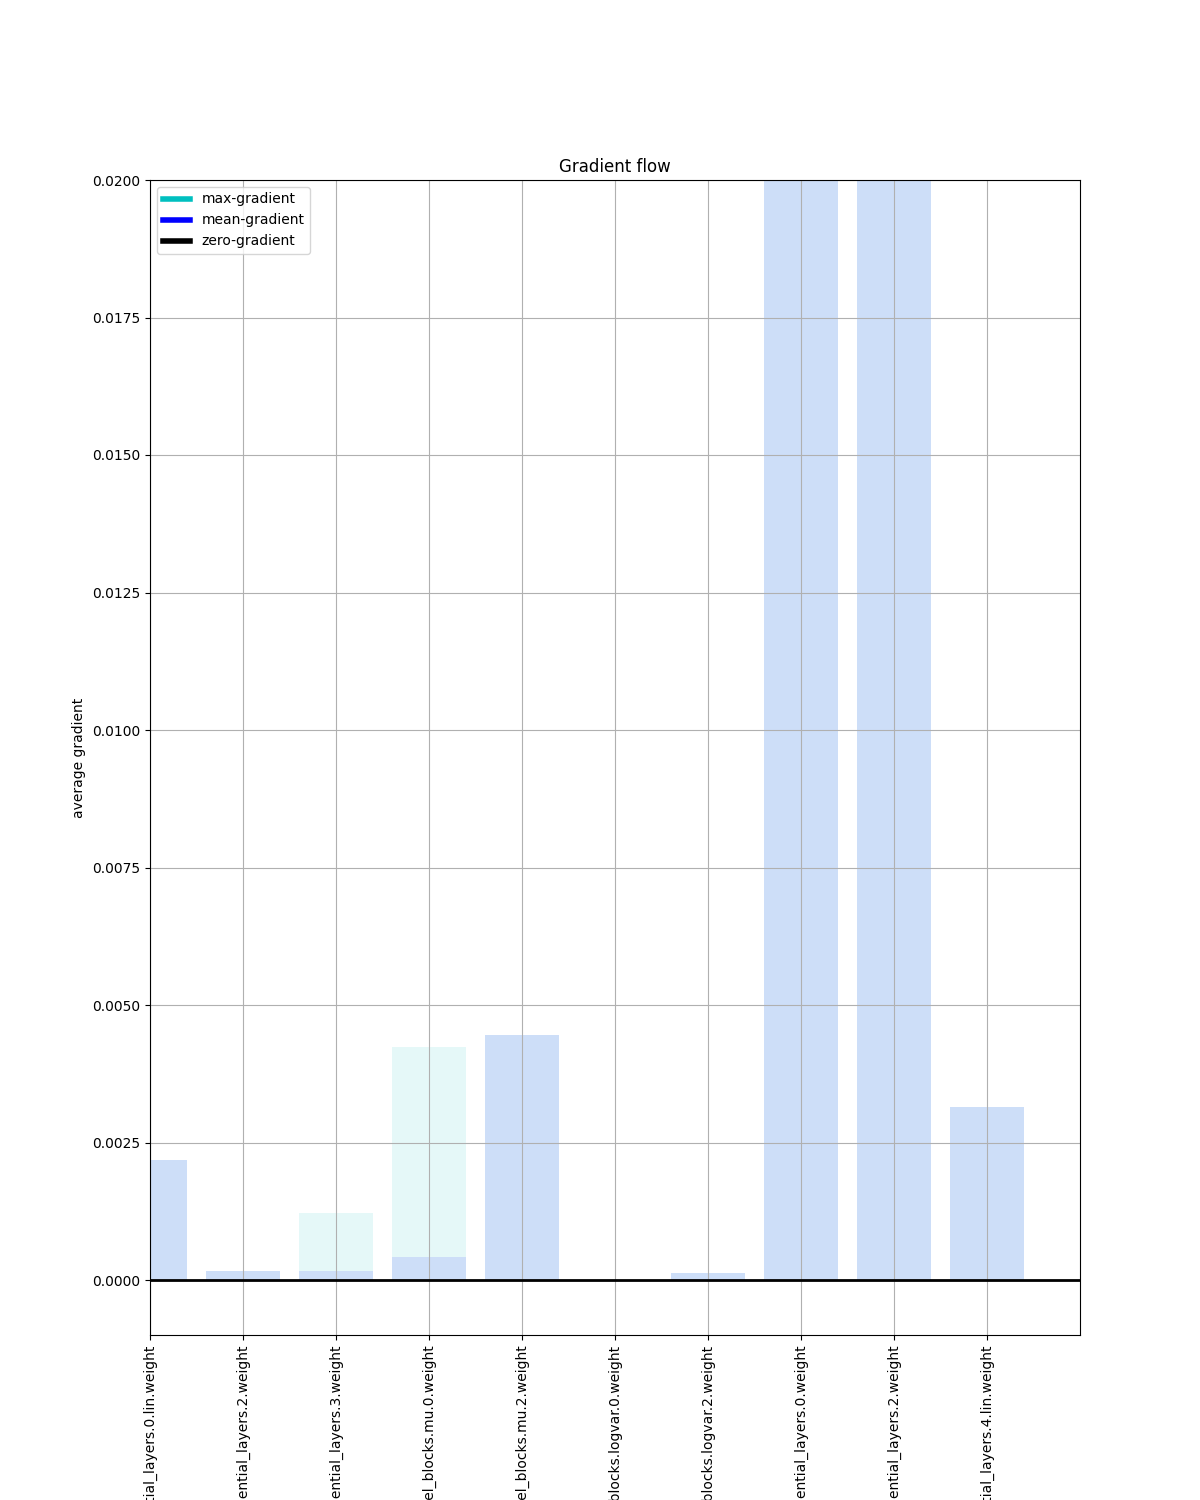 Gradient flow
max-gradient
mean-gradient
zero-gradient
0.0200
0.0175
0.0150
0.0125
0.0100
0.0075
0.0050
0.0025
0.0000
average gradient
tial_layers.0.lin.weight
ential_layers.2.weight
ential_layers.3.weight
el_blocks.mu.0.weight
el_blocks.mu.2.weight
blocks.logvar.0.weight
blocks.logvar.2.weight
ential_layers.0.weight
ential_layers.2.weight
tial_layers.4.lin.weight